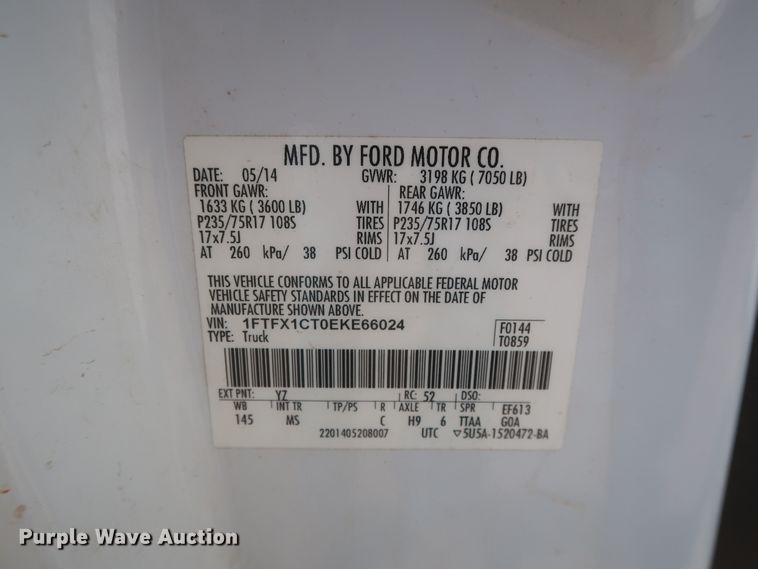 MFD. BY FORD MOTOR CO.
DATE: 05/14 GVWR: 3198 KG ( 7050 LB)
FRONT GAWR: REAR GAWR:
1633 KG ( 3600 LB) WITH 1746 KG ( 3850 LB) WITH
P235/75R17 108S TIRES P235/75R17 108S TIRES
17x7.5J RIMS 17x7.5J RIMS
AT 260 kPa/ 38 PSI COLD AT 260 kPa/ 38 PSI COLD
THIS VEHICLE CONFORMS TO ALL APPLICABLE FEDERAL MOTOR
VEHICLE SAFETY STANDARDS IN EFFECT ON THE DATE OF
MANUFACTURE SHOWN ABOVE.
VIN: 1FTFX1CT0EKE66024 F0144
TYPE: Truck T0859
EXT PNT: YZ RC: 52 DSO:
WB INT TR TP/PS R AXLE TR SPR EF613
145 MS C H9 6 TTAA GOA
2201405208007 UTC ▽5U5A-1520472-BA
Purple Wave Auction